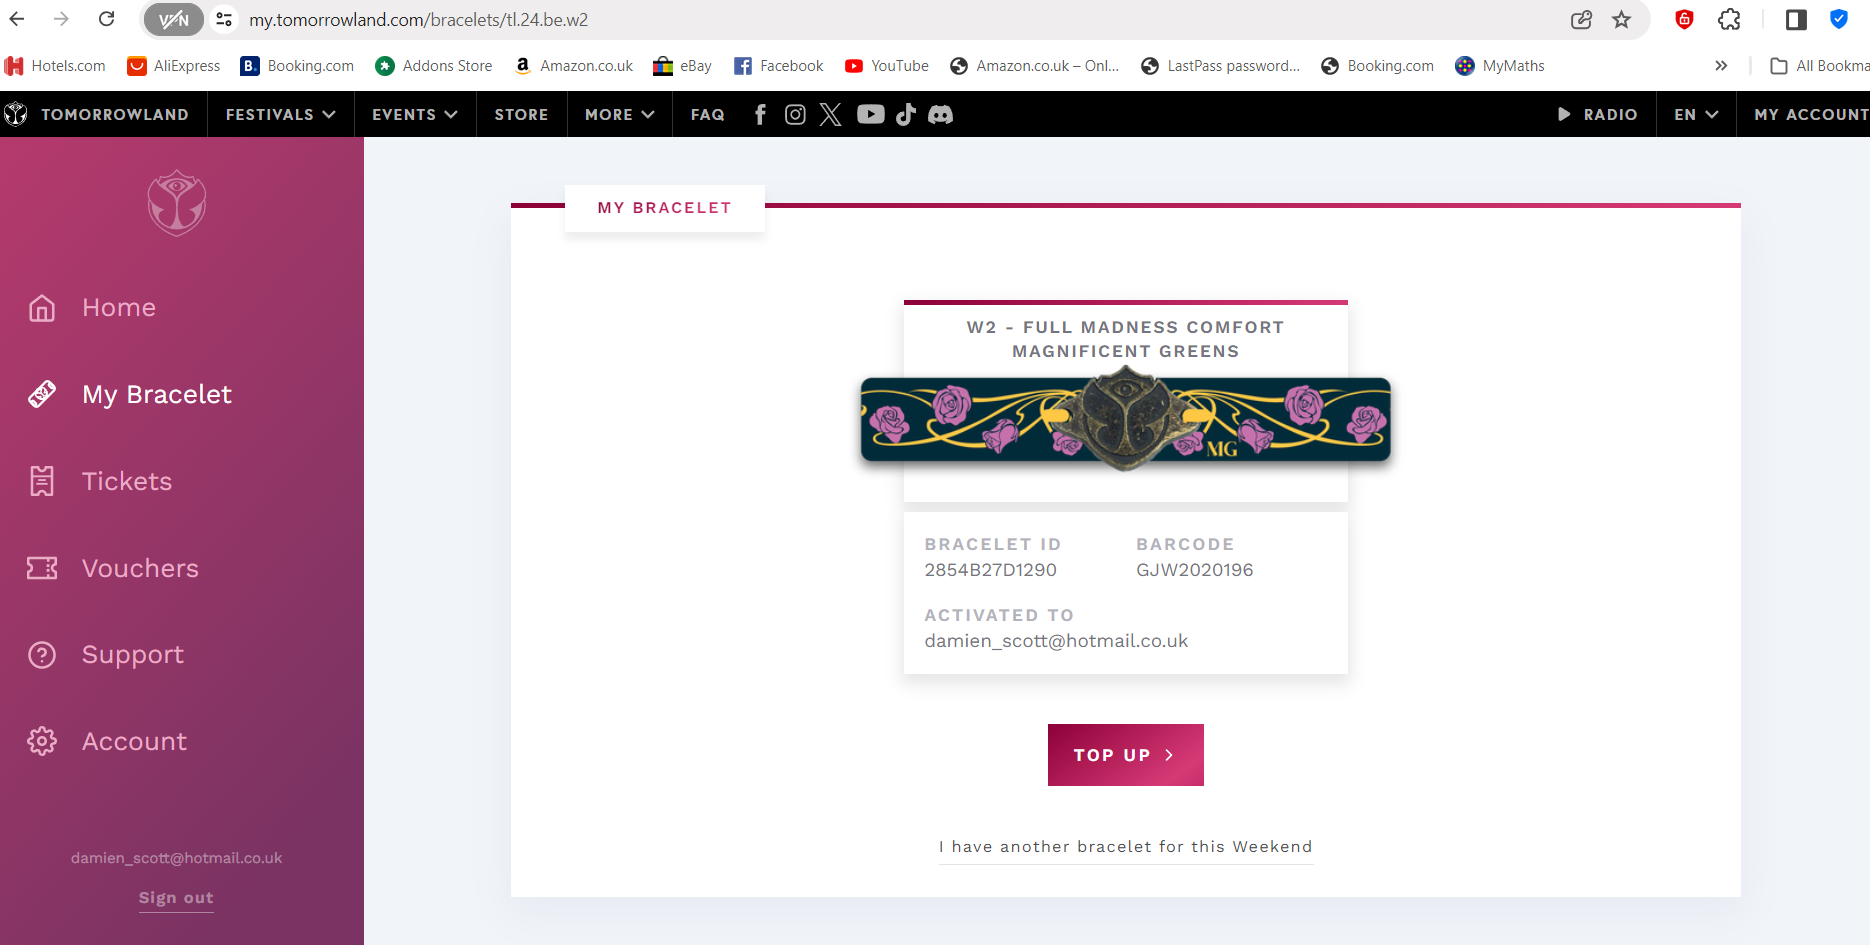 VPN
my.tomorrowland.com/bracelets/tl.24.be.w2
Hotels.com AliExpress Booking.com Addons Store Amazon.co.uk eBay Facebook YouTube Amazon.co.uk – Onl... LastPass password... Booking.com MyMaths » All Bookma
TOMORROWLAND FESTIVALS EVENTS STORE MORE FAQ RADIO EN MY ACCOUNT
Home
My Bracelet
Tickets
Vouchers
Support
Account
damien_scott@hotmail.co.uk
Sign out
MY BRACELET
W2 - FULL MADNESS COMFORT
MAGNIFICENT GREENS
MG
BRACELET ID
2854B27D1290
BARCODE
GJW2020196
ACTIVATED TO
damien_scott@hotmail.co.uk
TOP UP >
I have another bracelet for this Weekend